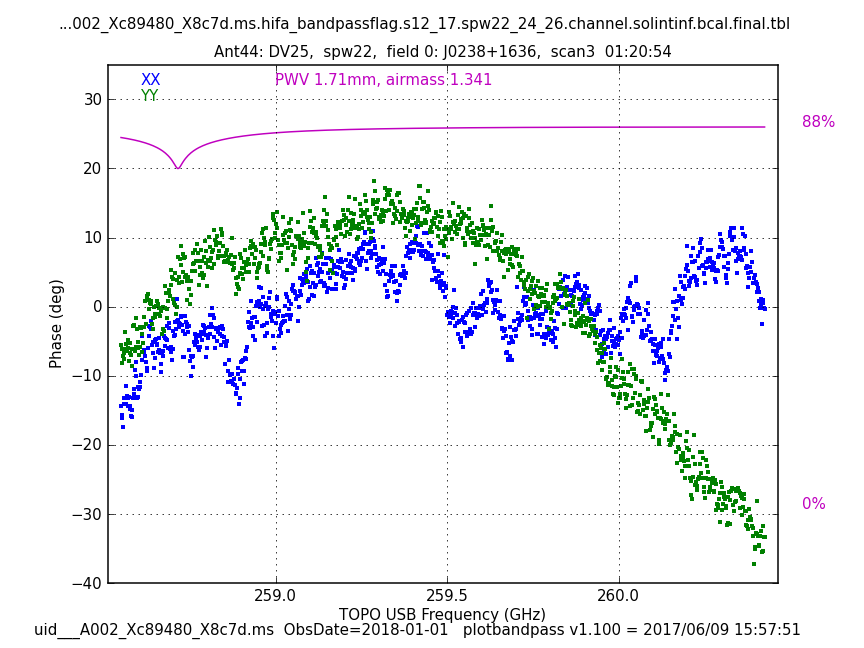 ...002_Xc89480_X8c7d.ms.hifa_bandpassflag.s12_17.spw22_24_26.channel.solintinf.bcal.final.tbl
Ant44: DV25,  spw22,  field 0: J0238+1636,  scan3  01:20:54
XX
PWV 1.71mm, airmass 1.341
YY
30
20
10
0
−10
−20
−30
−40
88%
0%
Phase (deg)
259.0
259.5
260.0
TOPO USB Frequency (GHz)
uid___A002_Xc89480_X8c7d.ms  ObsDate=2018-01-01   plotbandpass v1.100 = 2017/06/09 15:57:51